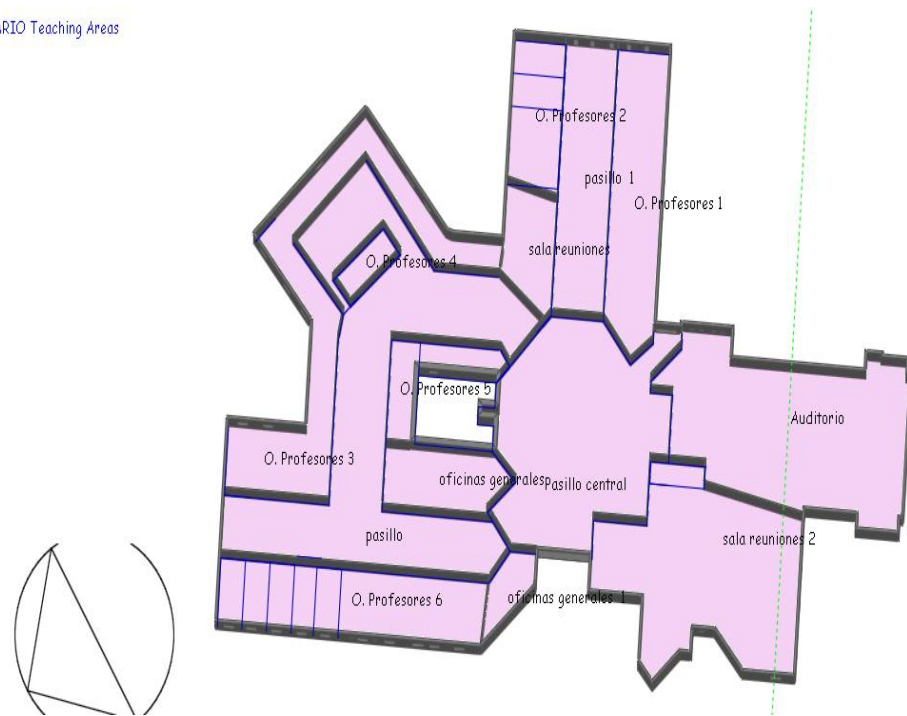 ARIO Teaching Areas
O. Profesores 2
pasillo 1
O. Profesores 1
sala reuniones
O. Profesores 4
O. Profesores 5
Auditorio
O. Profesores 3
oficinas generales
Pasillo central
pasillo
sala reuniones 2
O. Profesores 6
oficinas generales 1